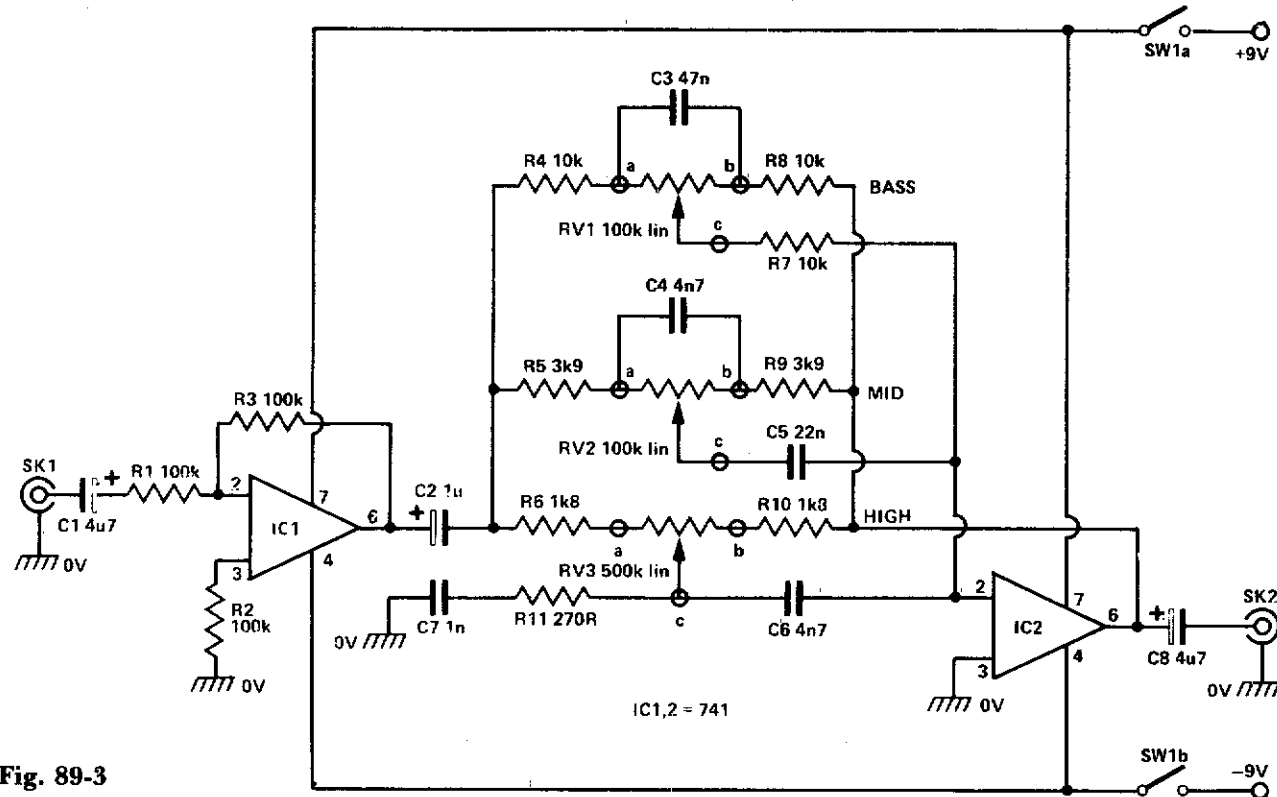 SW1a
+9V
C3 47n
R4 10k
a
b
R8 10k
BASS
RV1 100k lin
c
R7 10k
C4 4n7
R5 3k9
a
b
R9 3k9
MID
R3 100k
RV2 100k lin
c
C5 22n
SK1
+
R1 100k
2
7
C1 4u7
IC1
6
C2 1u
+
R6 1k8
R10 1k8
HIGH
a
b
0V
3
4
RV3 500k lin
R2
100k
C7 1n
R11 270R
c
C6 4n7
2
7
SK2
0V
IC2
6
+
C8 4u7
3
4
0V
0V
0V
IC1,2 = 741
Fig. 89-3
SW1b
-9V